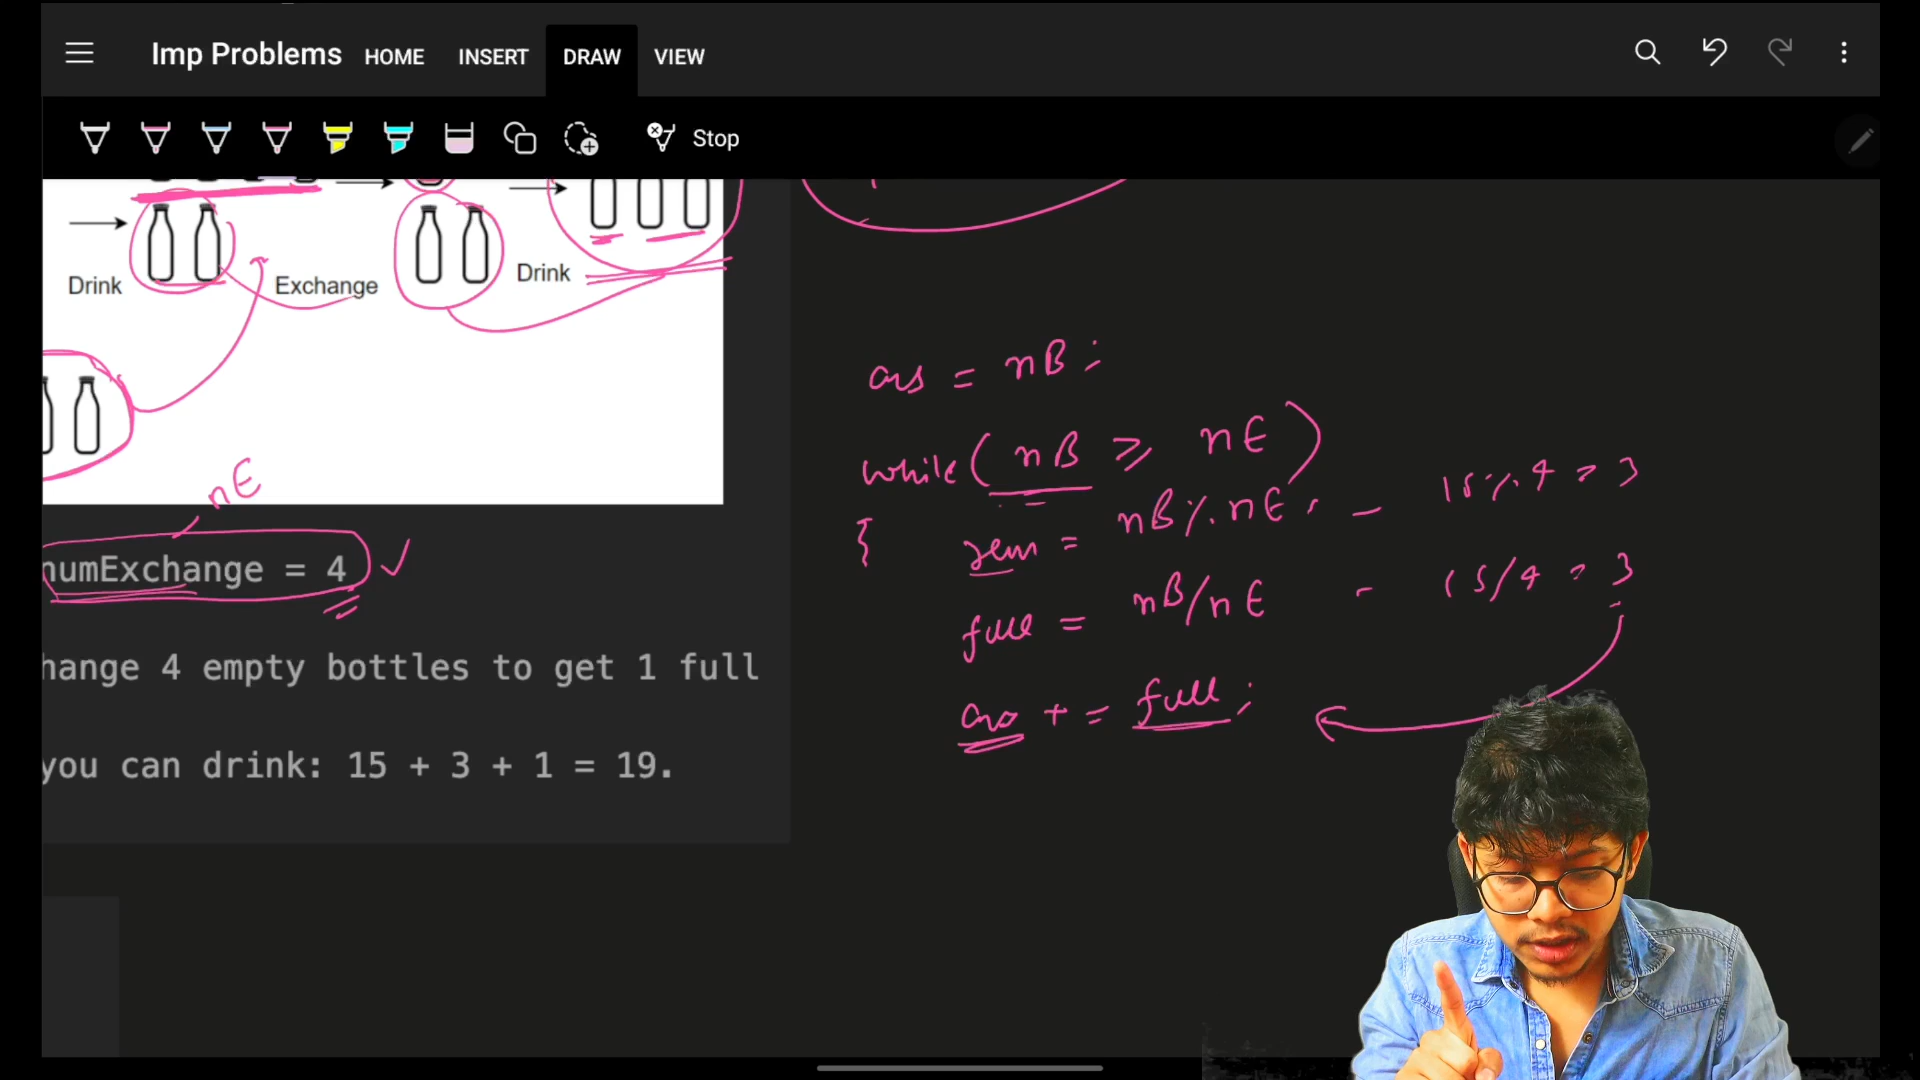 Imp Problems HOME INSERT DRAW VIEW
Stop
Drink Exchange Drink
nE
numExchange = 4
hange 4 empty bottles to get 1 full
you can drink: 15 + 3 + 1 = 19.
ans = nB;
while( nB ≥ nE )
{ rem = nB%nE, - 15%4 = 3
full = nB/nE - 15/4 = 3
ans += full;